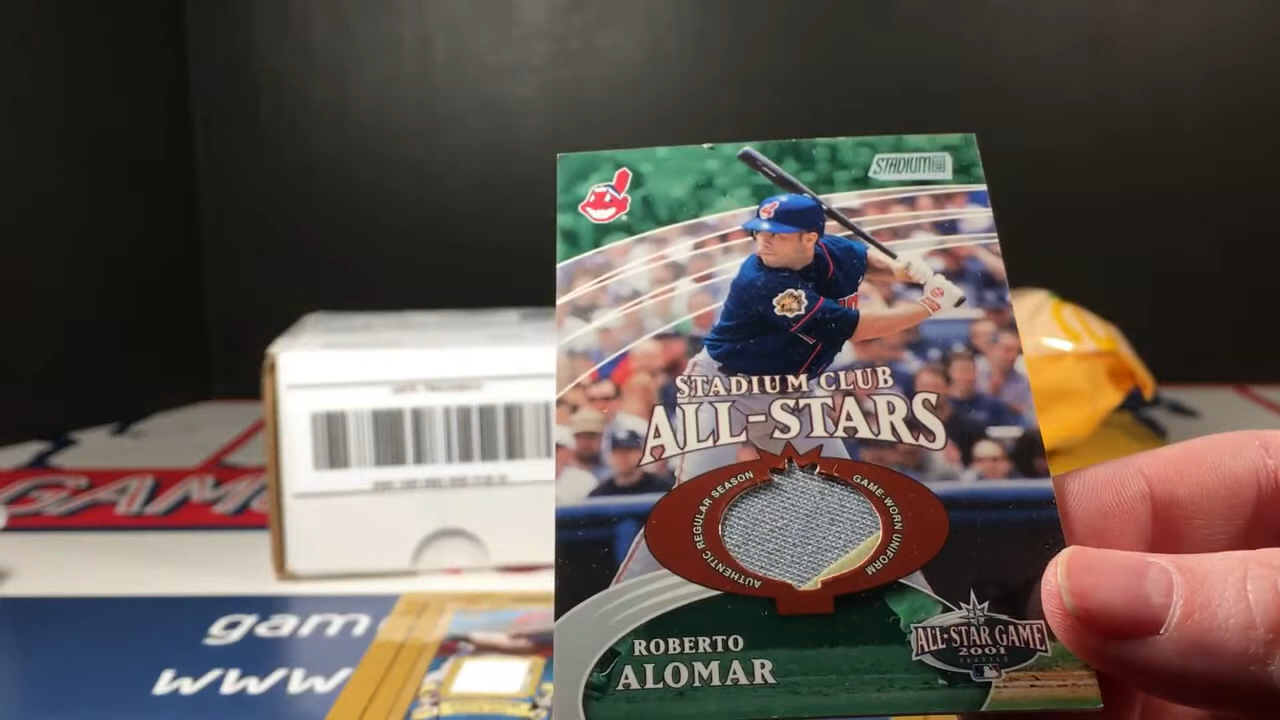 STADIUM
STADIUM CLUB
ALL-STARS
AUTHENTIC REGULAR SEASON
GAME-WORN UNIFORM
ROBERTO
ALOMAR
ALL-STAR GAME
2001
SEATTLE
GAM
gam
www